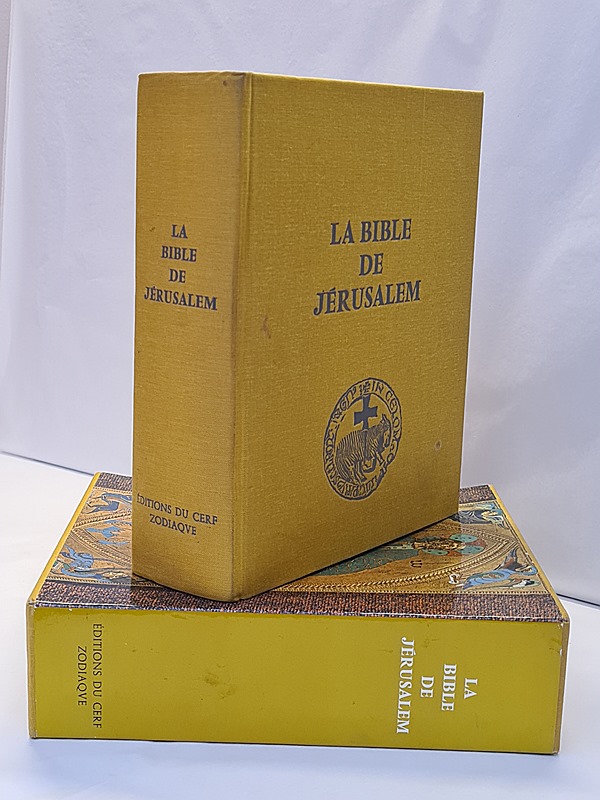 LA
BIBLE
DE
JÉRUSALEM
ÉDITIONS DU CERF
ZODIAQVE
LA BIBLE
DE
JÉRUSALEM
ÉDITIONS DU CERF
ZODIAQVE
LA
BIBLE
DE
JÉRUSALEM